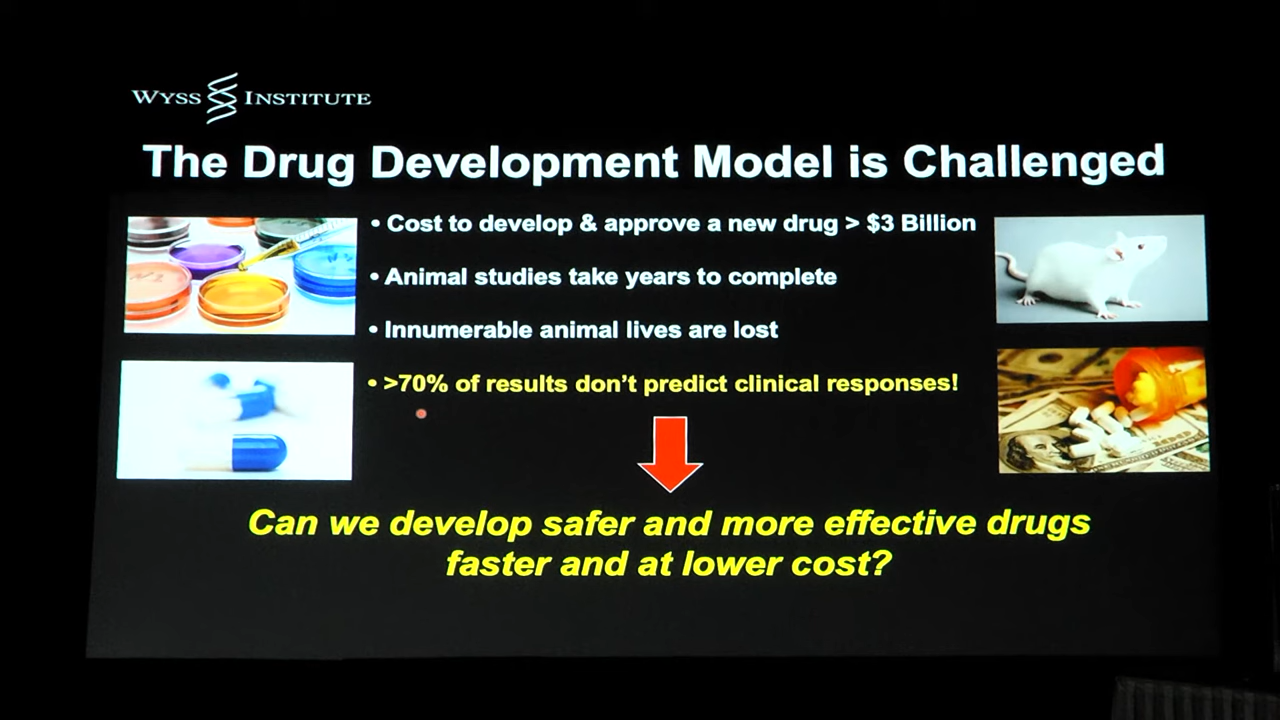 WYSS INSTITUTE
The Drug Development Model is Challenged
• Cost to develop & approve a new drug > $3 Billion
• Animal studies take years to complete
• Innumerable animal lives are lost
• >70% of results don't predict clinical responses!
Can we develop safer and more effective drugs
faster and at lower cost?